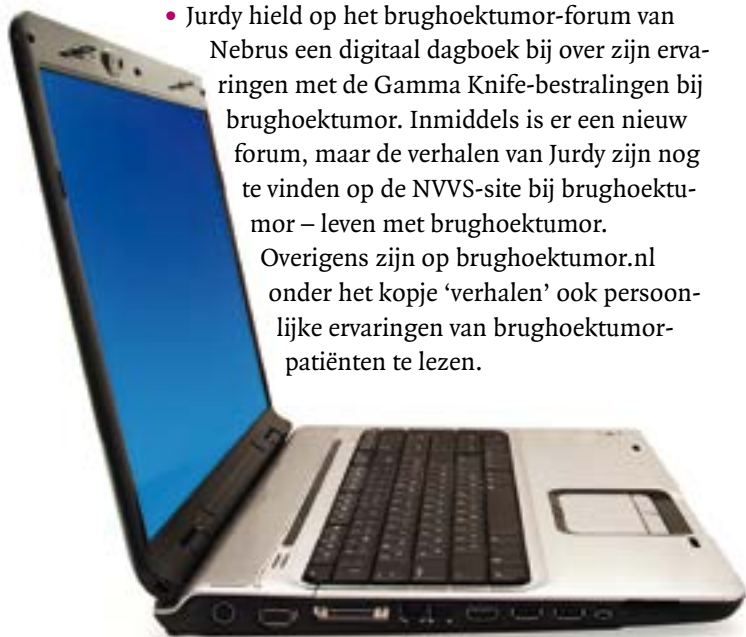 • Jurdy hield op het brughoektumor-forum van
Nebrus een digitaal dagboek bij over zijn erva-
ringen met de Gamma Knife-bestralingen bij
brughoektumor. Inmiddels is er een nieuw
forum, maar de verhalen van Jurdy zijn nog
te vinden op de NVVS-site bij brughoektu-
mor – leven met brughoektumor.
Overigens zijn op brughoektumor.nl
onder het kopje ‘verhalen’ ook persoon-
lijke ervaringen van brughoektumor-
patiënten te lezen.